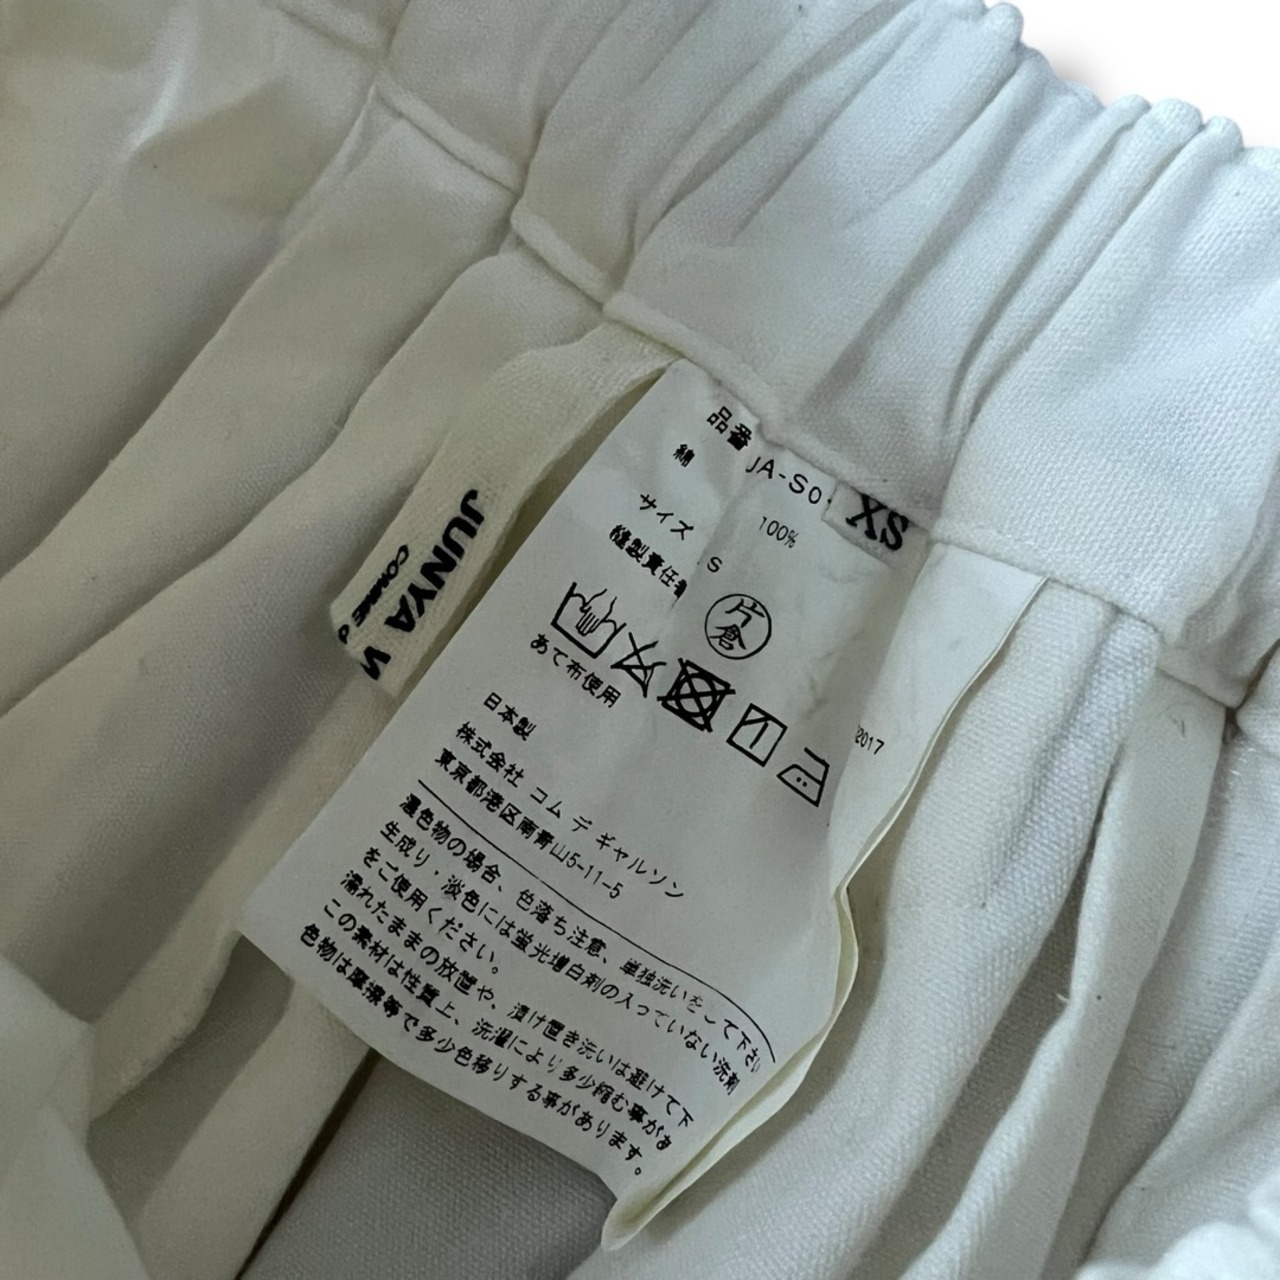 JUNYA
COMME
品番 JA-S0
XS
綿 100%
サイズ S
縫製責任者 片倉
あて布使用
2017
日本製
株式会社 コム デ ギャルソン
東京都港区南青山5-11-5
濃色物の場合、色落ち注意、単独洗いをして下さい
生成り・淡色には蛍光増白剤の入っていない洗剤
をご使用ください。
濡れたままの放置や、漬け置き洗いは避けて下
この素材は性質上、洗濯により多少縮む事があ
色物は摩擦等で多少色移りする事があります。